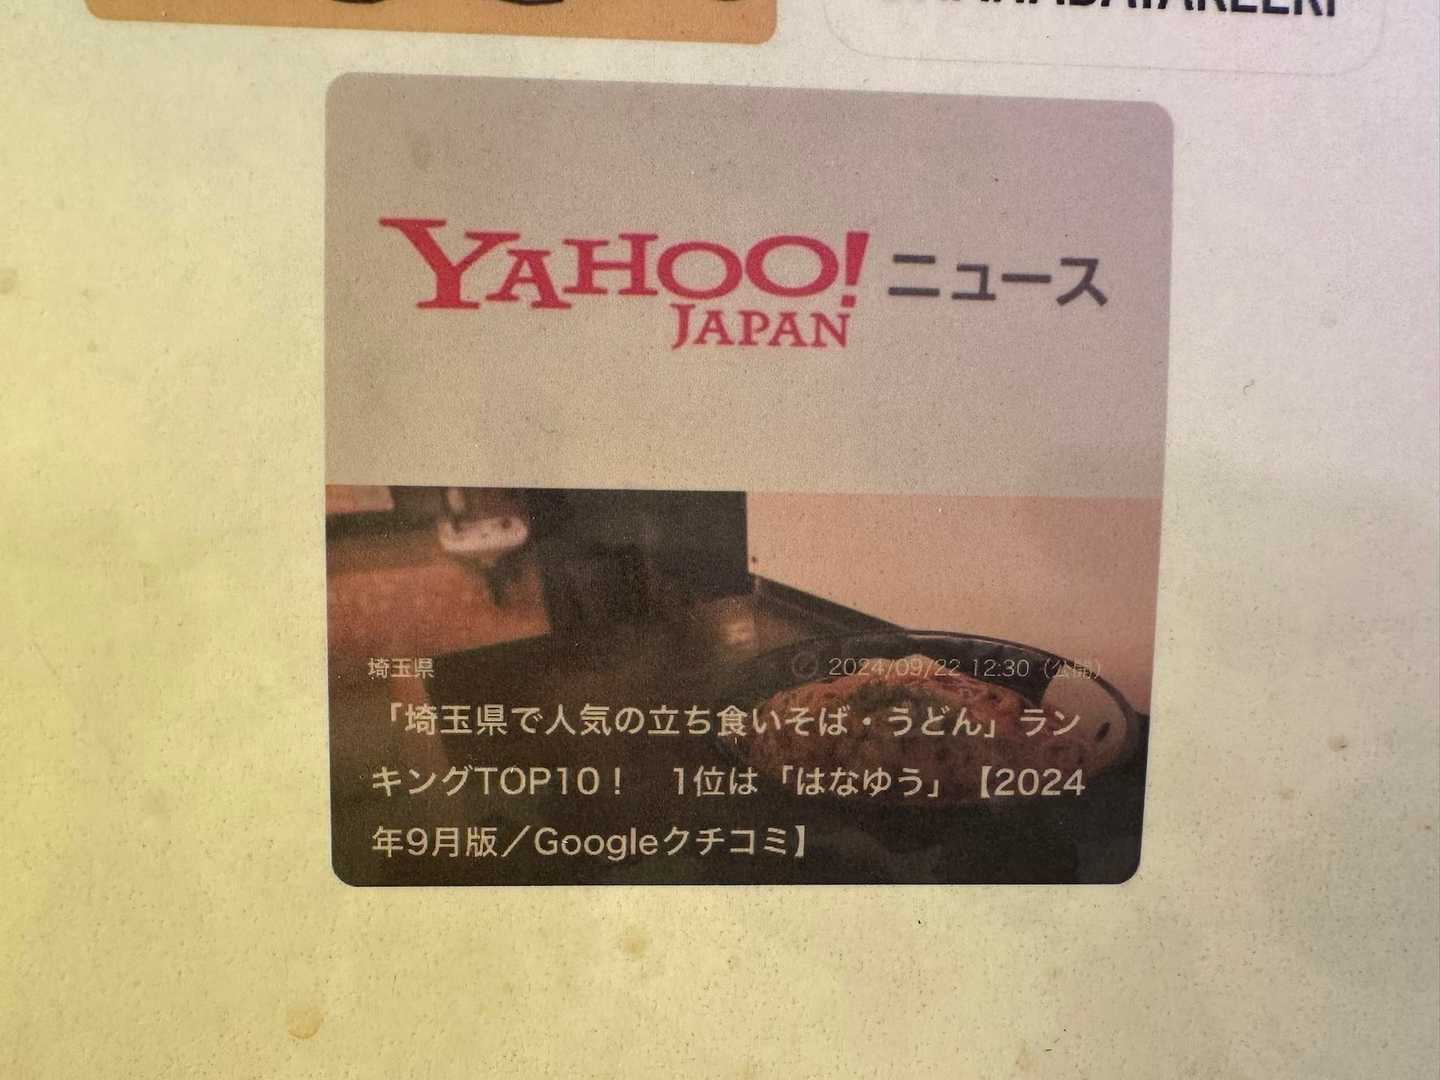 YAHOO! ニュース
JAPAN
埼玉県
2024/09/22 12:30（公開）
「埼玉県で人気の立ち食いそば・うどん」ラン
キングTOP10！　1位は「はなゆう」【2024
年9月版／Googleクチコミ】